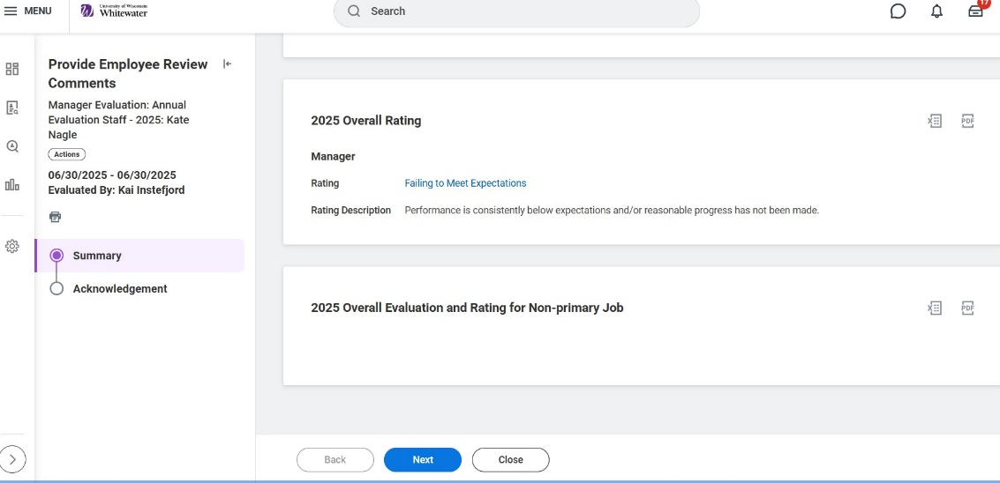 MENU
University of Wisconsin
Whitewater
Search
17
Provide Employee Review
Comments
Manager Evaluation: Annual
Evaluation Staff - 2025: Kate
Nagle
Actions
06/30/2025 - 06/30/2025
Evaluated By: Kai Instefjord
Summary
Acknowledgement
2025 Overall Rating
PDF
Manager
Rating Failing to Meet Expectations
Rating Description Performance is consistently below expectations and/or reasonable progress has not been made.
2025 Overall Evaluation and Rating for Non-primary Job
PDF
Back Next Close